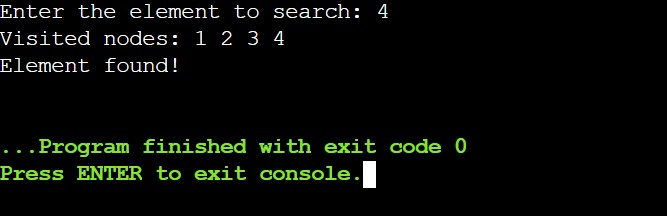 Enter the element to search: 4
Visited nodes: 1 2 3 4
Element found!
...Program finished with exit code 0
Press ENTER to exit console.